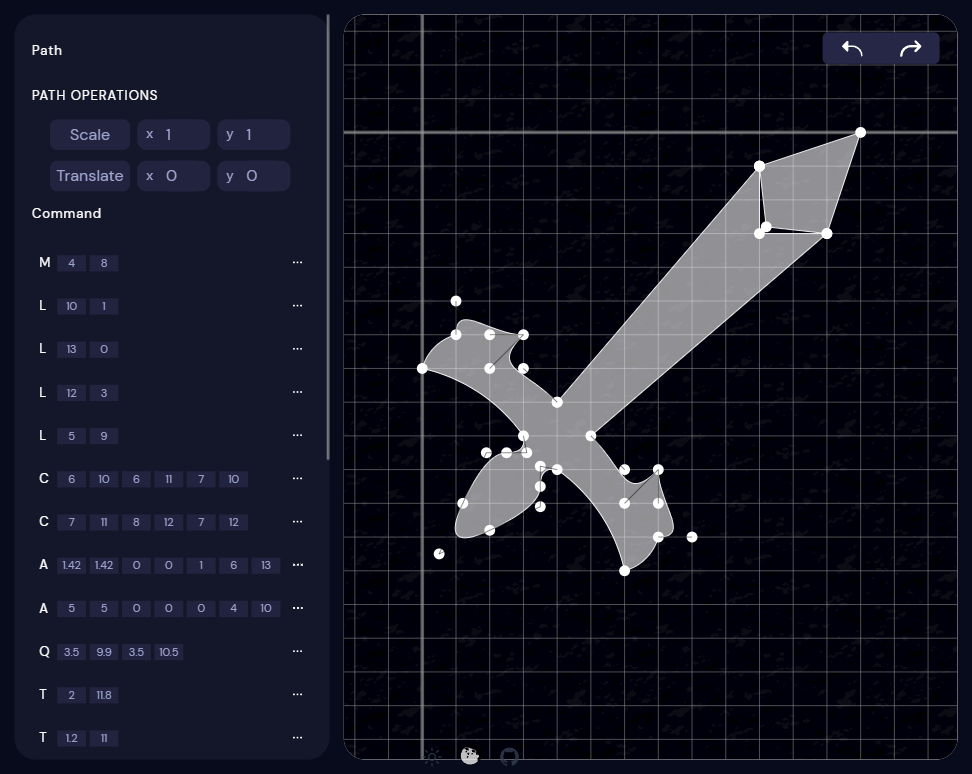 Path
PATH OPERATIONS
Scale x 1 y 1
Translate x 0 y 0
Command
M 4 8 ...
L 10 1 ...
L 13 0 ...
L 12 3 ...
L 5 9 ...
C 6 10 6 11 7 10 ...
C 7 11 8 12 7 12 ...
A 1.42 1.42 0 0 1 6 13 ...
A 5 5 0 0 0 4 10 ...
Q 3.5 9.9 3.5 10.5 ...
T 2 11.8 ...
T 1.2 11 ...